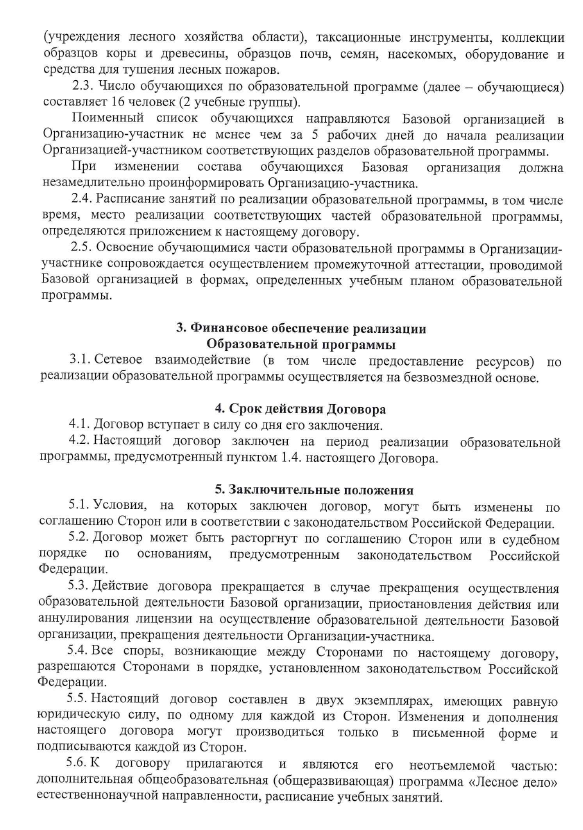 (учреждения лесного хозяйства области), таксационные инструменты, коллекции
образцов коры и древесины, образцов почв, семян, насекомых, оборудование и
средства для тушения лесных пожаров.
2.3. Число обучающихся по образовательной программе (далее – обучающиеся)
составляет 16 человек (2 учебные группы).
Поименный список обучающихся направляются Базовой организацией в
Организацию-участник не менее чем за 5 рабочих дней до начала реализации
Организацией-участником соответствующих разделов образовательной программы.
При изменении состава обучающихся Базовая организация должна
незамедлительно проинформировать Организацию-участника.
2.4. Расписание занятий по реализации образовательной программы, в том числе
время, место реализации соответствующих частей образовательной программы,
определяются приложением к настоящему договору.
2.5. Освоение обучающимися части образовательной программы в Организации-
участнике сопровождается осуществлением промежуточной аттестации, проводимой
Базовой организацией в формах, определенных учебным планом образовательной
программы.
3. Финансовое обеспечение реализации
Образовательной программы
3.1. Сетевое взаимодействие (в том числе предоставление ресурсов) по
реализации образовательной программы осуществляется на безвозмездной основе.
4. Срок действия Договора
4.1. Договор вступает в силу со дня его заключения.
4.2. Настоящий договор заключен на период реализации образовательной
программы, предусмотренный пунктом 1.4. настоящего Договора.
5. Заключительные положения
5.1. Условия, на которых заключен договор, могут быть изменены по
соглашению Сторон или в соответствии с законодательством Российской Федерации.
5.2. Договор может быть расторгнут по соглашению Сторон или в судебном
порядке по основаниям, предусмотренным законодательством Российской
Федерации.
5.3. Действие договора прекращается в случае прекращения осуществления
образовательной деятельности Базовой организации, приостановления действия или
аннулирования лицензии на осуществление образовательной деятельности Базовой
организации, прекращения деятельности Организации-участника.
5.4. Все споры, возникающие между Сторонами по настоящему договору,
разрешаются Сторонами в порядке, установленном законодательством Российской
Федерации.
5.5. Настоящий договор составлен в двух экземплярах, имеющих равную
юридическую силу, по одному для каждой из Сторон. Изменения и дополнения
настоящего договора могут производиться только в письменной форме и
подписываются каждой из Сторон.
5.6. К договору прилагаются и являются его неотъемлемой частью:
дополнительная общеобразовательная (общеразвивающая) программа «Лесное дело»
естественнонаучной направленности, расписание учебных занятий.